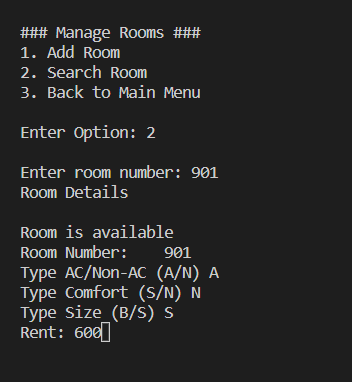 ### Manage Rooms ###
1. Add Room
2. Search Room
3. Back to Main Menu
Enter Option: 2
Enter room number: 901
Room Details
Room is available
Room Number:    901
Type AC/Non-AC (A/N) A
Type Comfort (S/N) N
Type Size (B/S) S
Rent: 600